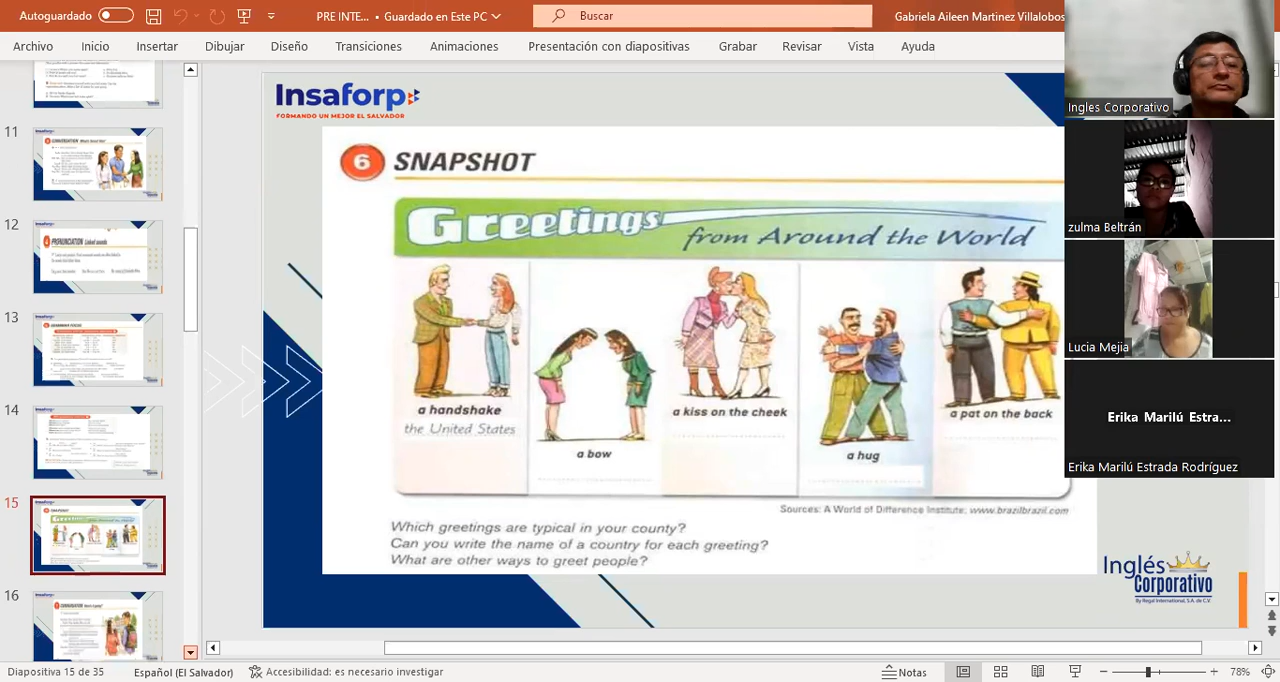 Autoguardado
PRE INTE... • Guardado en Este PC
Buscar
Gabriela Aileen Martinez Villalobos
Archivo Inicio Insertar Dibujar Diseño Transiciones Animaciones Presentación con diapositivas Grabar Revisar Vista Ayuda
11
12
13
14
15
16
Insaforp
FORMANDO UN MEJOR EL SALVADOR
6 SNAPSHOT
Greetings
from Around the World
a handshake
the United States
a bow
a kiss on the cheek
a hug
a pat on the back
Sources: A World of Difference Institute; www.brazilbrazil.com
Which greetings are typical in your county?
Can you write the name of a country for each greeting?
What are other ways to greet people?
Inglés
Corporativo
By Regal International, S.A. de C.V.
Ingles Corporativo
zulma Beltrán
Lucia Mejia
Erika Marilú Estra...
Erika Marilú Estrada Rodríguez
Diapositiva 15 de 35
Español (El Salvador)
Accesibilidad: es necesario investigar
Notas
78%